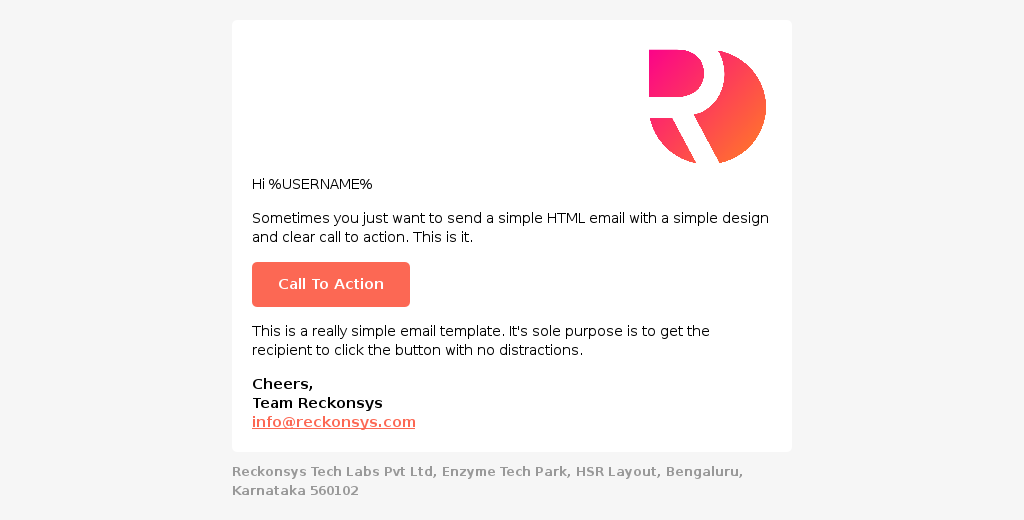 R
Hi %USERNAME%
Sometimes you just want to send a simple HTML email with a simple design
and clear call to action. This is it.
Call To Action
This is a really simple email template. It's sole purpose is to get the
recipient to click the button with no distractions.
Cheers,
Team Reckonsys
info@reckonsys.com
Reckonsys Tech Labs Pvt Ltd, Enzyme Tech Park, HSR Layout, Bengaluru,
Karnataka 560102